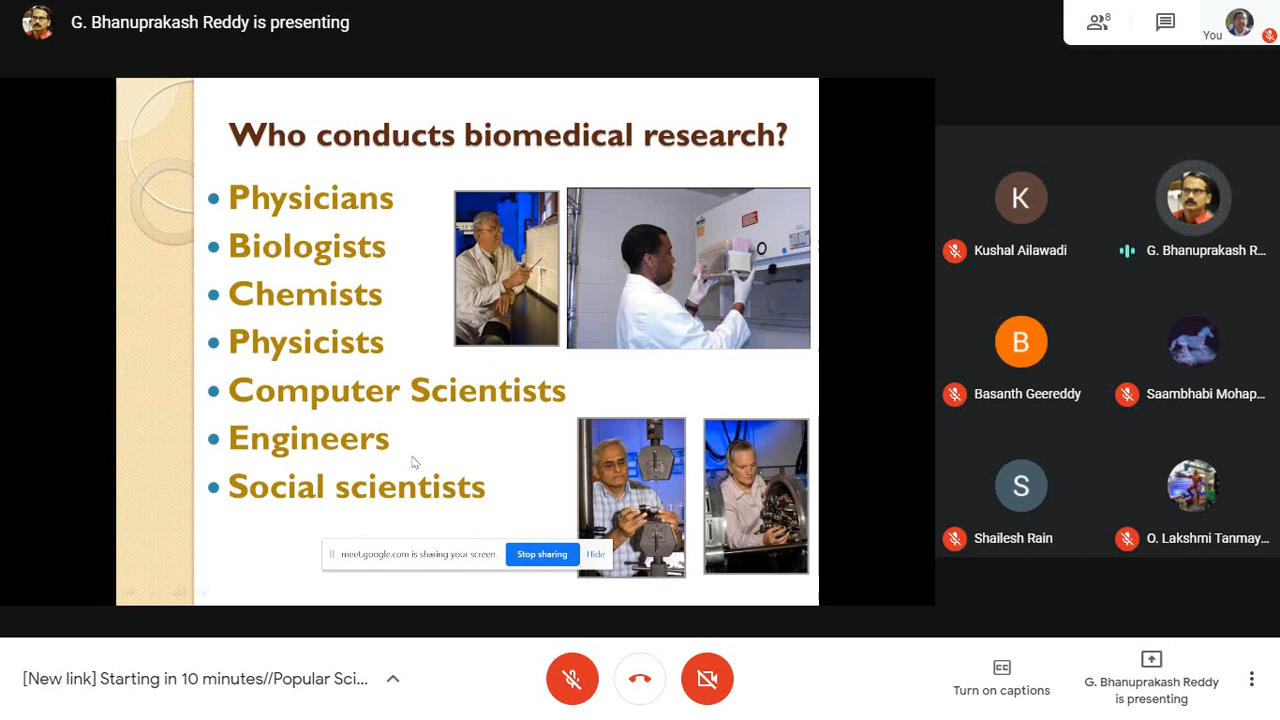 G. Bhanuprakash Reddy is presenting
8
You
Who conducts biomedical research?
• Physicians
• Biologists
• Chemists
• Physicists
• Computer Scientists
• Engineers
• Social scientists
meet.google.com is sharing your screen.
Stop sharing
Hide
K
Kushal Ailawadi
G. Bhanuprakash R...
B
Basanth Geereddy
Saambhabi Mohap...
S
Shailesh Rain
O. Lakshmi Tanmay...
[New link] Starting in 10 minutes//Popular Sci...
Turn on captions
G. Bhanuprakash Reddy
is presenting